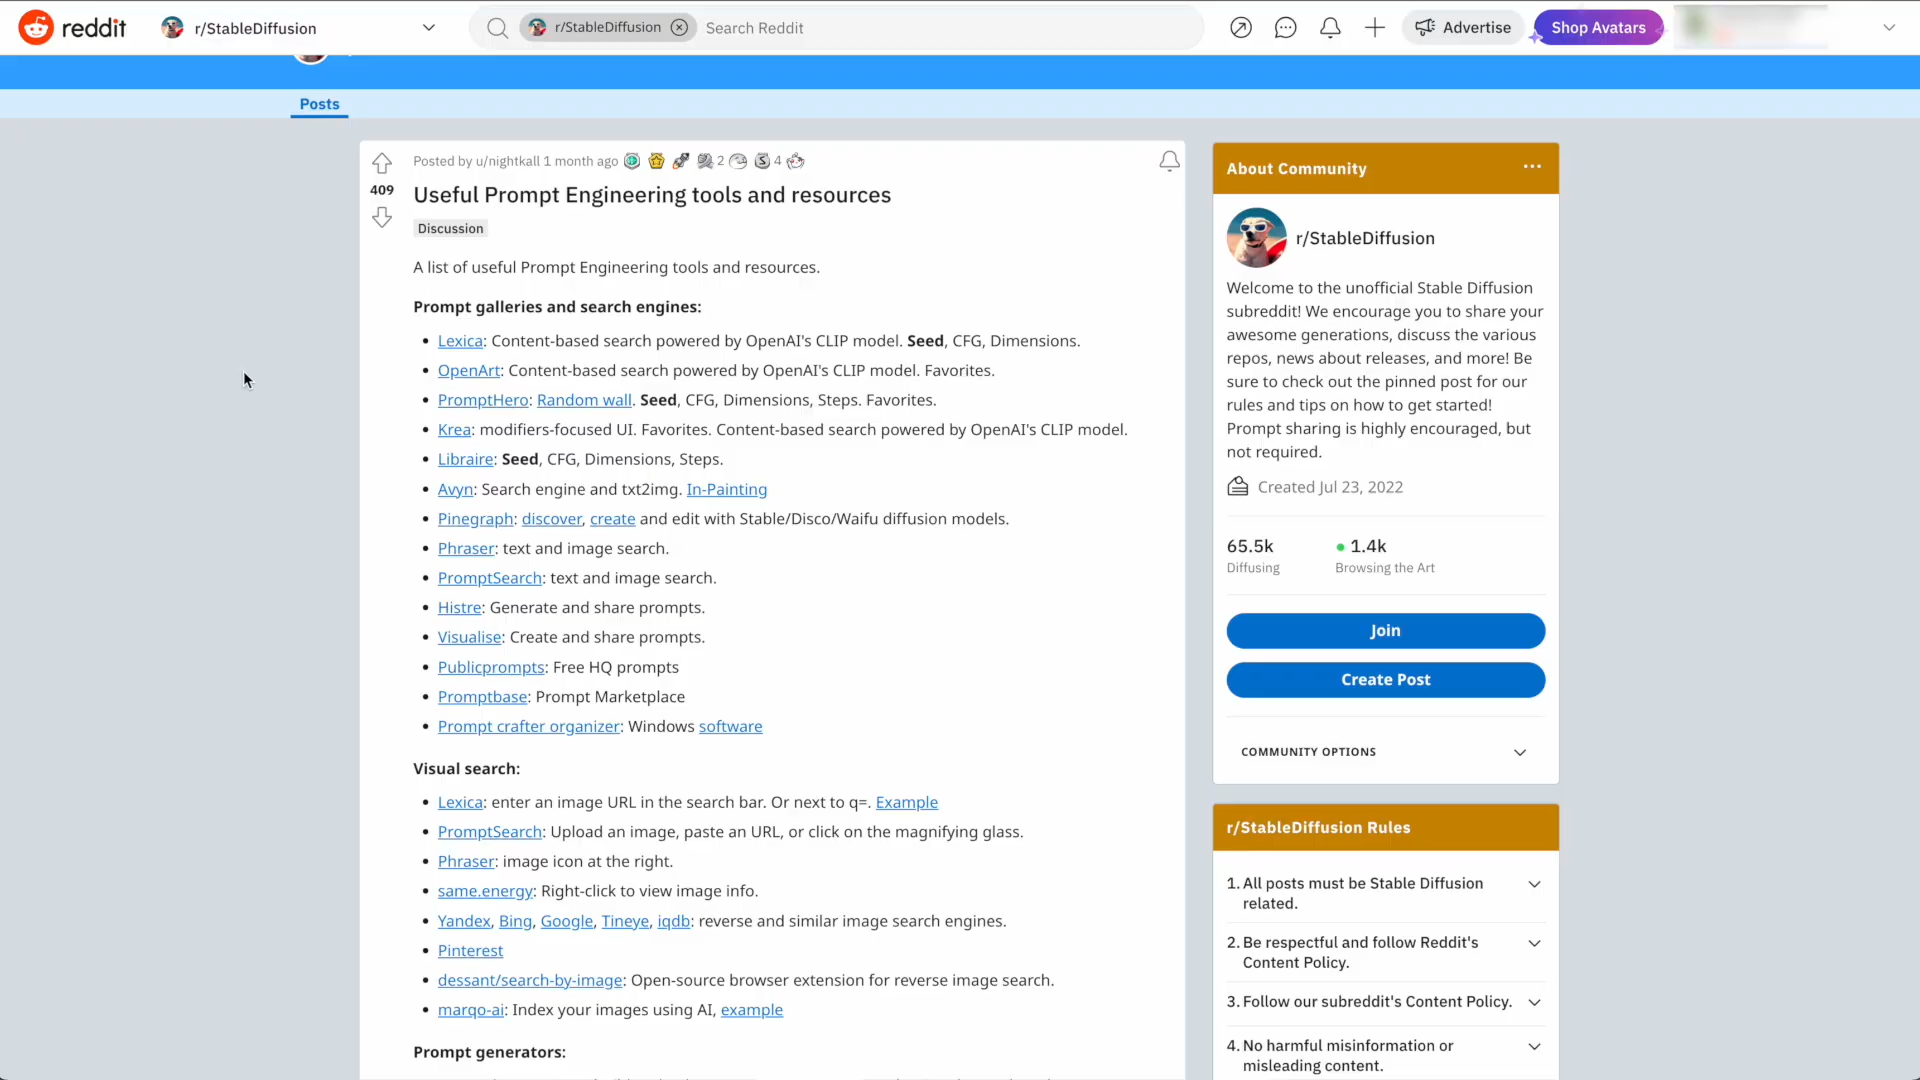 reddit
r/StableDiffusion
r/StableDiffusion
Search Reddit
Advertise
Shop Avatars
Posts
Posted by u/nightkall 1 month ago
2
4
409
Useful Prompt Engineering tools and resources
Discussion
A list of useful Prompt Engineering tools and resources.
Prompt galleries and search engines:
• Lexica: Content-based search powered by OpenAI's CLIP model. Seed, CFG, Dimensions.
• OpenArt: Content-based search powered by OpenAI's CLIP model. Favorites.
• PromptHero: Random wall. Seed, CFG, Dimensions, Steps. Favorites.
• Krea: modifiers-focused UI. Favorites. Content-based search powered by OpenAI's CLIP model.
• Libraire: Seed, CFG, Dimensions, Steps.
• Avyn: Search engine and txt2img. In-Painting
• Pinegraph: discover, create and edit with Stable/Disco/Waifu diffusion models.
• Phraser: text and image search.
• PromptSearch: text and image search.
• Histre: Generate and share prompts.
• Visualise: Create and share prompts.
• Publicprompts: Free HQ prompts
• Promptbase: Prompt Marketplace
• Prompt crafter organizer: Windows software
Visual search:
• Lexica: enter an image URL in the search bar. Or next to q=. Example
• PromptSearch: Upload an image, paste an URL, or click on the magnifying glass.
• Phraser: image icon at the right.
• same.energy: Right-click to view image info.
• Yandex, Bing, Google, Tineye, iqdb: reverse and similar image search engines.
• Pinterest
• dessant/search-by-image: Open-source browser extension for reverse image search.
• marqo-ai: Index your images using AI, example
Prompt generators:
About Community
r/StableDiffusion
Welcome to the unofficial Stable Diffusion
subreddit! We encourage you to share your
awesome generations, discuss the various
repos, news about releases, and more! Be
sure to check out the pinned post for our
rules and tips on how to get started!
Prompt sharing is highly encouraged, but
not required.
Created Jul 23, 2022
65.5k
1.4k
Diffusing
Browsing the Art
Join
Create Post
COMMUNITY OPTIONS
r/StableDiffusion Rules
1. All posts must be Stable Diffusion
related.
2. Be respectful and follow Reddit's
Content Policy.
3. Follow our subreddit's Content Policy.
4. No harmful misinformation or
misleading content.